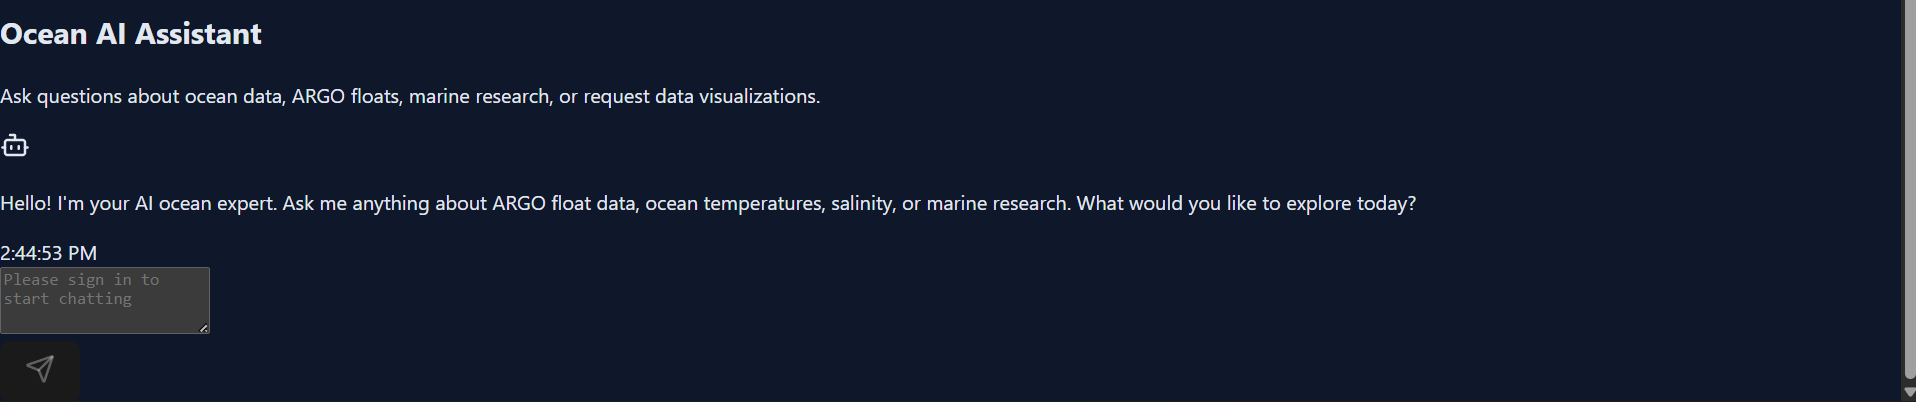 Ocean AI Assistant
Ask questions about ocean data, ARGO floats, marine research, or request data visualizations.
Hello! I'm your AI ocean expert. Ask me anything about ARGO float data, ocean temperatures, salinity, or marine research. What would you like to explore today?
2:44:53 PM
Please sign in to
start chatting